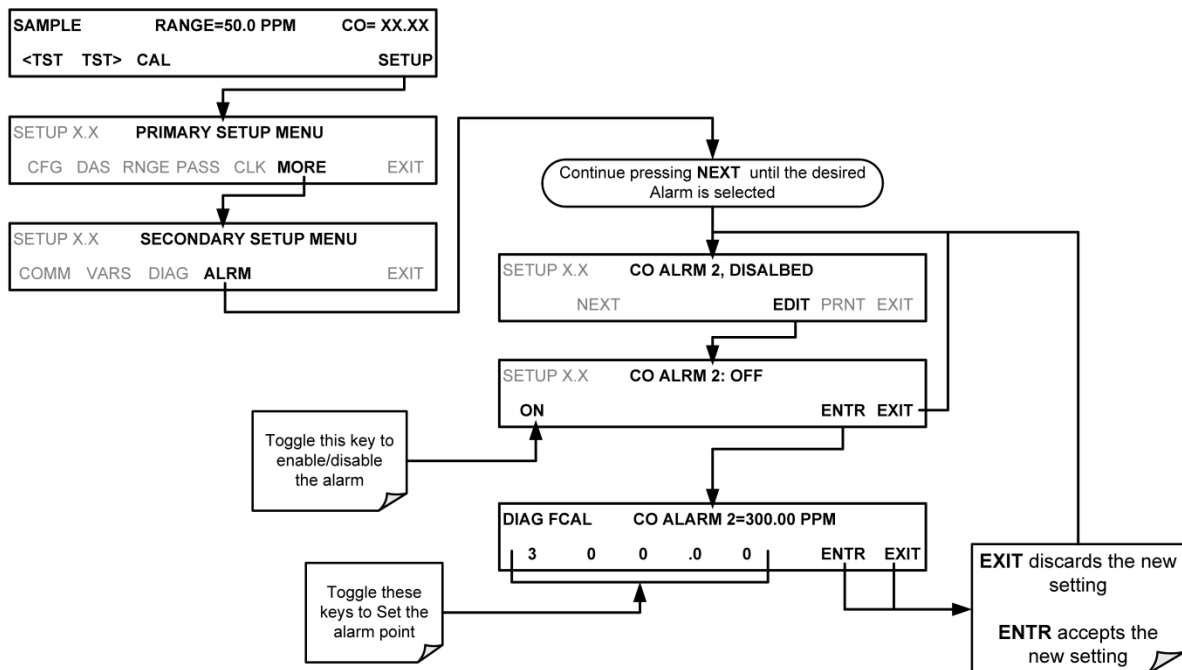 SAMPLE RANGE=50.0 PPM CO= XX.XX
<TST TST> CAL SETUP
SETUP X.X PRIMARY SETUP MENU
CFG DAS RNGE PASS CLK MORE EXIT
SETUP X.X SECONDARY SETUP MENU
COMM VARS DIAG ALRM EXIT
Continue pressing NEXT until the desired
Alarm is selected
SETUP X.X CO ALRM 2, DISALBED
NEXT EDIT PRNT EXIT
SETUP X.X CO ALRM 2: OFF
ON ENTR EXIT
Toggle this key to
enable/disable
the alarm
DIAG FCAL CO ALARM 2=300.00 PPM
3 0 0 .0 0 ENTR EXIT
Toggle these
keys to Set the
alarm point
EXIT discards the new
setting
ENTR accepts the
new setting